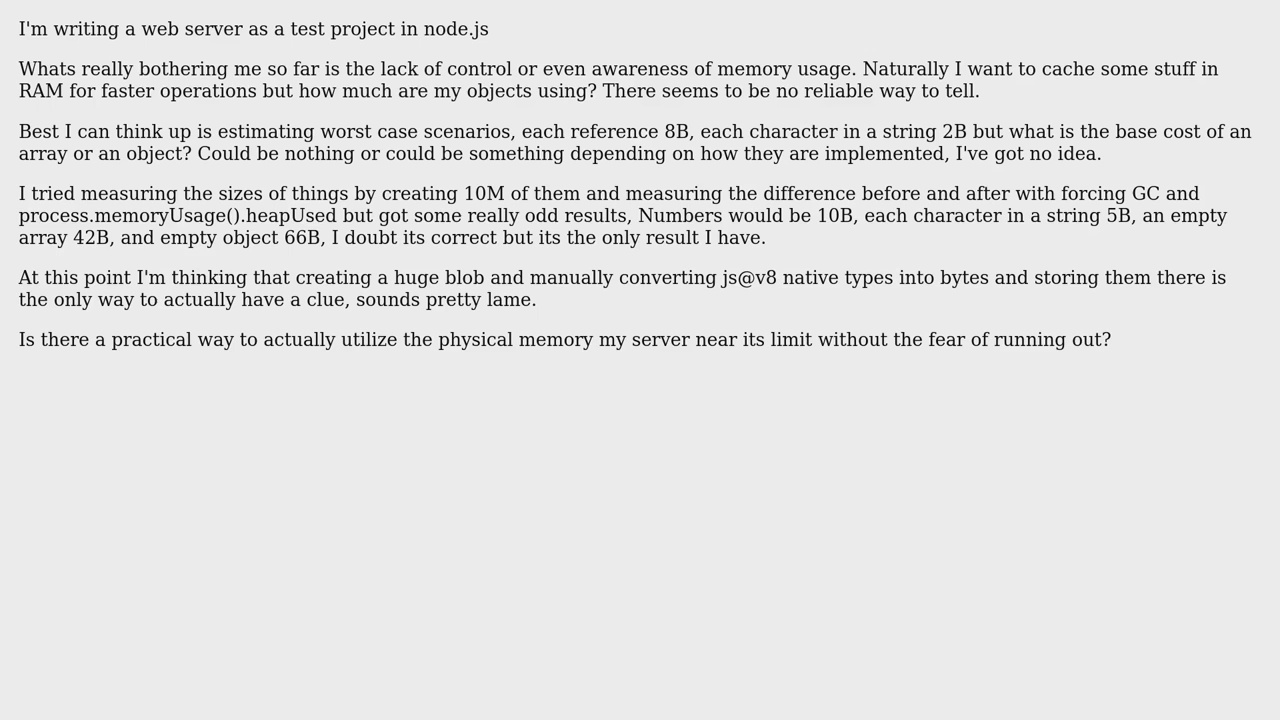 I'm writing a web server as a test project in node.js
Whats really bothering me so far is the lack of control or even awareness of memory usage. Naturally I want to cache some stuff in
RAM for faster operations but how much are my objects using? There seems to be no reliable way to tell.
Best I can think up is estimating worst case scenarios, each reference 8B, each character in a string 2B but what is the base cost of an
array or an object? Could be nothing or could be something depending on how they are implemented, I've got no idea.
I tried measuring the sizes of things by creating 10M of them and measuring the difference before and after with forcing GC and
process.memoryUsage().heapUsed but got some really odd results, Numbers would be 10B, each character in a string 5B, an empty
array 42B, and empty object 66B, I doubt its correct but its the only result I have.
At this point I'm thinking that creating a huge blob and manually converting js@v8 native types into bytes and storing them there is
the only way to actually have a clue, sounds pretty lame.
Is there a practical way to actually utilize the physical memory my server near its limit without the fear of running out?